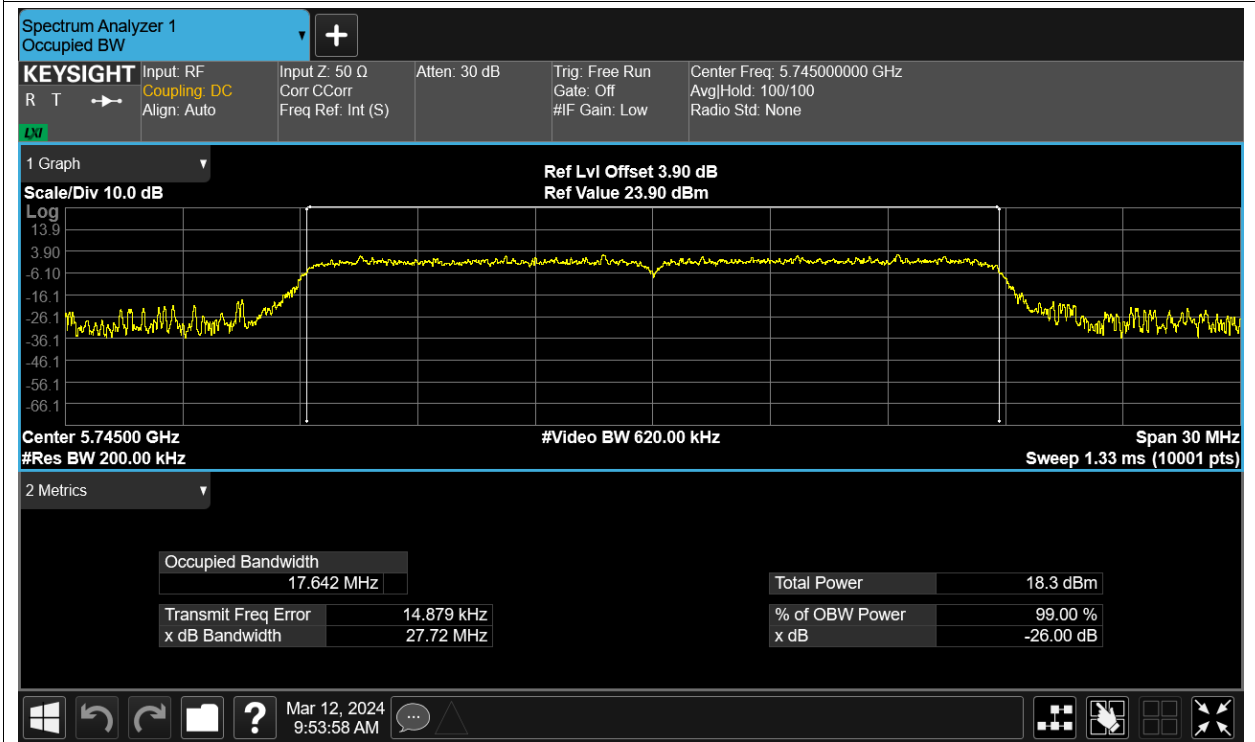 Spectrum Analyzer 1
Occupied BW
KEYSIGHT Input: RF Input Z: 50 Ω Atten: 30 dB Trig: Free Run Center Freq: 5.745000000 GHz
R T Coupling: DC Corr CCorr Gate: Off Avg|Hold: 100/100
Align: Auto Freq Ref: Int (S) #IF Gain: Low Radio Std: None
LXI
1 Graph
Ref Lvl Offset 3.90 dB
Scale/Div 10.0 dB Ref Value 23.90 dBm
Log
13.9
3.90
-6.10
-16.1
-26.1
-36.1
-46.1
-56.1
-66.1
Center 5.74500 GHz #Video BW 620.00 kHz Span 30 MHz
#Res BW 200.00 kHz Sweep 1.33 ms (10001 pts)
2 Metrics
Occupied Bandwidth
17.642 MHz Total Power 18.3 dBm
Transmit Freq Error 14.879 kHz % of OBW Power 99.00 %
x dB Bandwidth 27.72 MHz x dB -26.00 dB
? Mar 12, 2024
9:53:58 AM